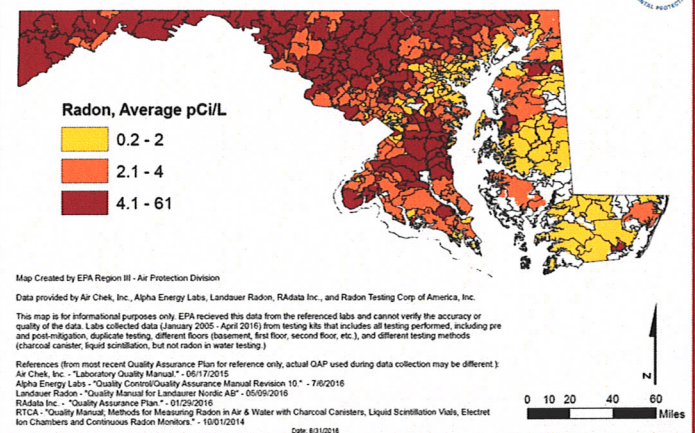 NTAL PROTEC
Radon, Average pCi/L
0.2 - 2
2.1 - 4
4.1 - 61
Map Created by EPA Region III - Air Protection Division
Data provided by Air Chek, Inc., Alpha Energy Labs, Landauer Radon, RAdata Inc., and Radon Testing Corp of America, Inc.
This map is for informational purposes only. EPA recieved this data from the referenced labs and cannot verify the accuracy or
quality of the data. Labs collected data (January 2005 - April 2016) from testing kits that includes all testing performed, including pre
and post-mitigation, duplicate testing, different floors (basement, first floor, second floor, etc.), and different testing methods
(charcoal canister, liquid scintillation, but not radon in water testing.)
References (from most recent Quality Assurance Plan for reference only, actual QAP used during data collection may be different.):
Air Chek, Inc. - "Laboratory Quality Manual." - 06/17/2015
Alpha Energy Labs - "Quality Control/Quality Assurance Manual Revision 10." - 7/6/2016
Landauer Radon - "Quality Manual for Landaurer Nordic AB" - 05/09/2016
RAdata Inc. - "Quality Assurance Plan." - 01/29/2016
RTCA - "Quality Manual; Methods for Measuring Radon in Air & Water with Charcoal Canisters, Liquid Scintillation Vials, Electret
Ion Chambers and Continuous Radon Monitors." - 10/01/2014
Date: 8/31/2016
N
0 10 20 40 60
Miles